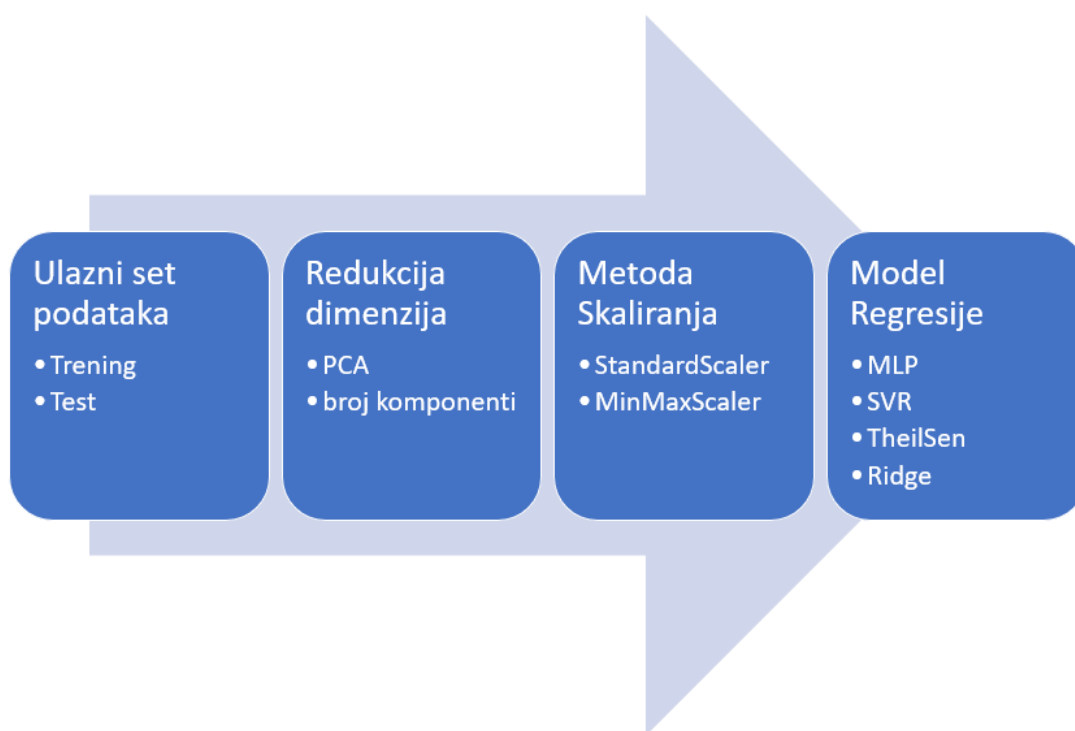 Ulazni set
podataka
• Trening
• Test
Redukcija
dimenzija
• PCA
• broj komponenti
Metoda
Skaliranja
• StandardScaler
• MinMaxScaler
Model
Regresije
• MLP
• SVR
• TheilSen
• Ridge